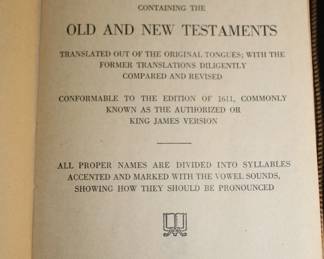 CONTAINING THE
OLD AND NEW TESTAMENTS
TRANSLATED OUT OF THE ORIGINAL TONGUES; WITH THE
FORMER TRANSLATIONS DILIGENTLY
COMPARED AND REVISED
CONFORMABLE TO THE EDITION OF 1611, COMMONLY
KNOWN AS THE AUTHORIZED OR
KING JAMES VERSION
ALL PROPER NAMES ARE DIVIDED INTO SYLLABLES
ACCENTED AND MARKED WITH THE VOWEL SOUNDS,
SHOWING HOW THEY SHOULD BE PRONOUNCED